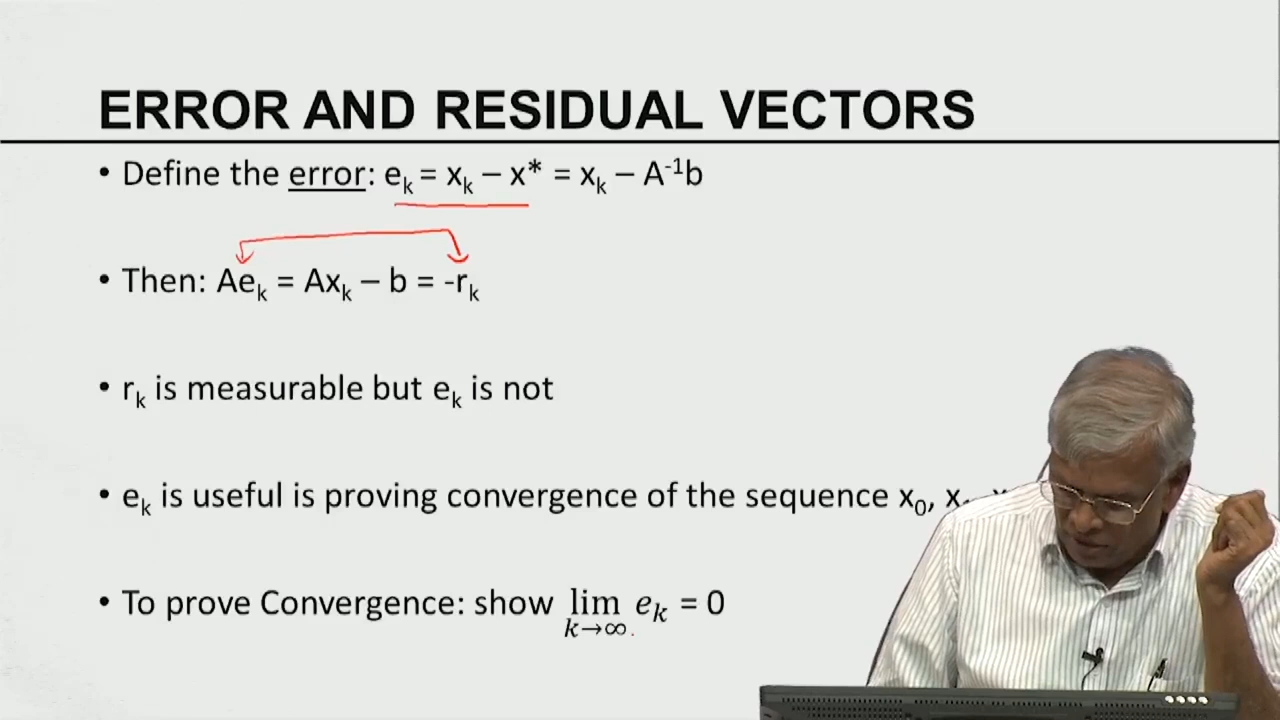 ERROR AND RESIDUAL VECTORS
• Define the error: eₖ = xₖ – x* = xₖ – A⁻¹b
• Then: Aeₖ = Axₖ – b = -rₖ
• rₖ is measurable but eₖ is not
• eₖ is useful is proving convergence of the sequence x₀,
• To prove Convergence: show lim eₖ = 0
k→∞